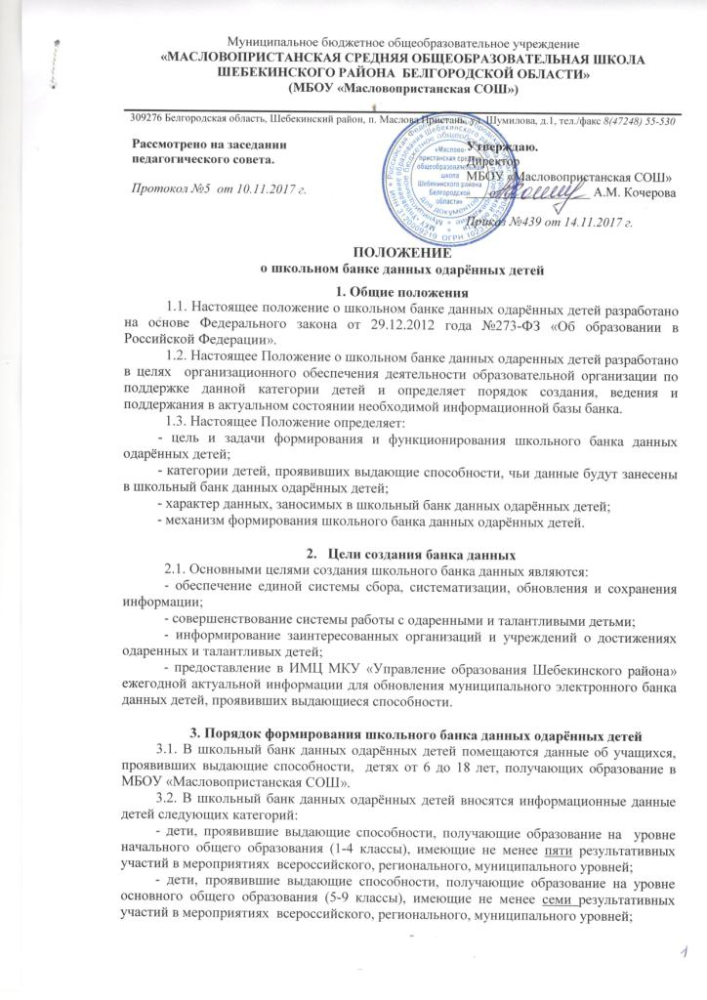 Муниципальное бюджетное общеобразовательное учреждение
«МАСЛОВОПРИСТАНСКАЯ СРЕДНЯЯ ОБЩЕОБРАЗОВАТЕЛЬНАЯ ШКОЛА
ШЕБЕКИНСКОГО РАЙОНА БЕЛГОРОДСКОЙ ОБЛАСТИ»
(МБОУ «Масловопристанская СОШ»)
309276 Белгородская область, Шебекинский район, п. Маслова Пристань, ул. Шумилова, д.1, тел./факс 8(47248) 55-530
Рассмотрено на заседании
педагогического совета.
Протокол №5 от 10.11.2017 г.
Утверждаю.
Директор
МБОУ «Масловопристанская СОШ»
А.М. Кочерова
Приказ №439 от 14.11.2017 г.
«Маслово-
пристанская средняя
общеобразовательная
школа
Шебекинского района
Белгородской
области»
для документов
ПОЛОЖЕНИЕ
о школьном банке данных одарённых детей
1. Общие положения
1.1. Настоящее положение о школьном банке данных одарённых детей разработано
на основе Федерального закона от 29.12.2012 года №273-ФЗ «Об образовании в
Российской Федерации».
1.2. Настоящее Положение о школьном банке данных одаренных детей разработано
в целях организационного обеспечения деятельности образовательной организации по
поддержке данной категории детей и определяет порядок создания, ведения и
поддержания в актуальном состоянии необходимой информационной базы банка.
1.3. Настоящее Положение определяет:
- цель и задачи формирования и функционирования школьного банка данных
одарённых детей;
- категории детей, проявивших выдающие способности, чьи данные будут занесены
в школьный банк данных одарённых детей;
- характер данных, заносимых в школьный банк данных одарённых детей;
- механизм формирования школьного банка данных одарённых детей.
2. Цели создания банка данных
2.1. Основными целями создания школьного банка данных являются:
- обеспечение единой системы сбора, систематизации, обновления и сохранения
информации;
- совершенствование системы работы с одаренными и талантливыми детьми;
- информирование заинтересованных организаций и учреждений о достижениях
одаренных и талантливых детей;
- предоставление в ИМЦ МКУ «Управление образования Шебекинского района»
ежегодной актуальной информации для обновления муниципального электронного банка
данных детей, проявивших выдающиеся способности.
3. Порядок формирования школьного банка данных одарённых детей
3.1. В школьный банк данных одарённых детей помещаются данные об учащихся,
проявивших выдающие способности, детях от 6 до 18 лет, получающих образование в
МБОУ «Масловопристанская СОШ».
3.2. В школьный банк данных одарённых детей вносятся информационные данные
детей следующих категорий:
- дети, проявившие выдающие способности, получающие образование на уровне
начального общего образования (1-4 классы), имеющие не менее пяти результативных
участий в мероприятиях всероссийского, регионального, муниципального уровней;
- дети, проявившие выдающие способности, получающие образование на уровне
основного общего образования (5-9 классы), имеющие не менее семи результативных
участий в мероприятиях всероссийского, регионального, муниципального уровней;
1